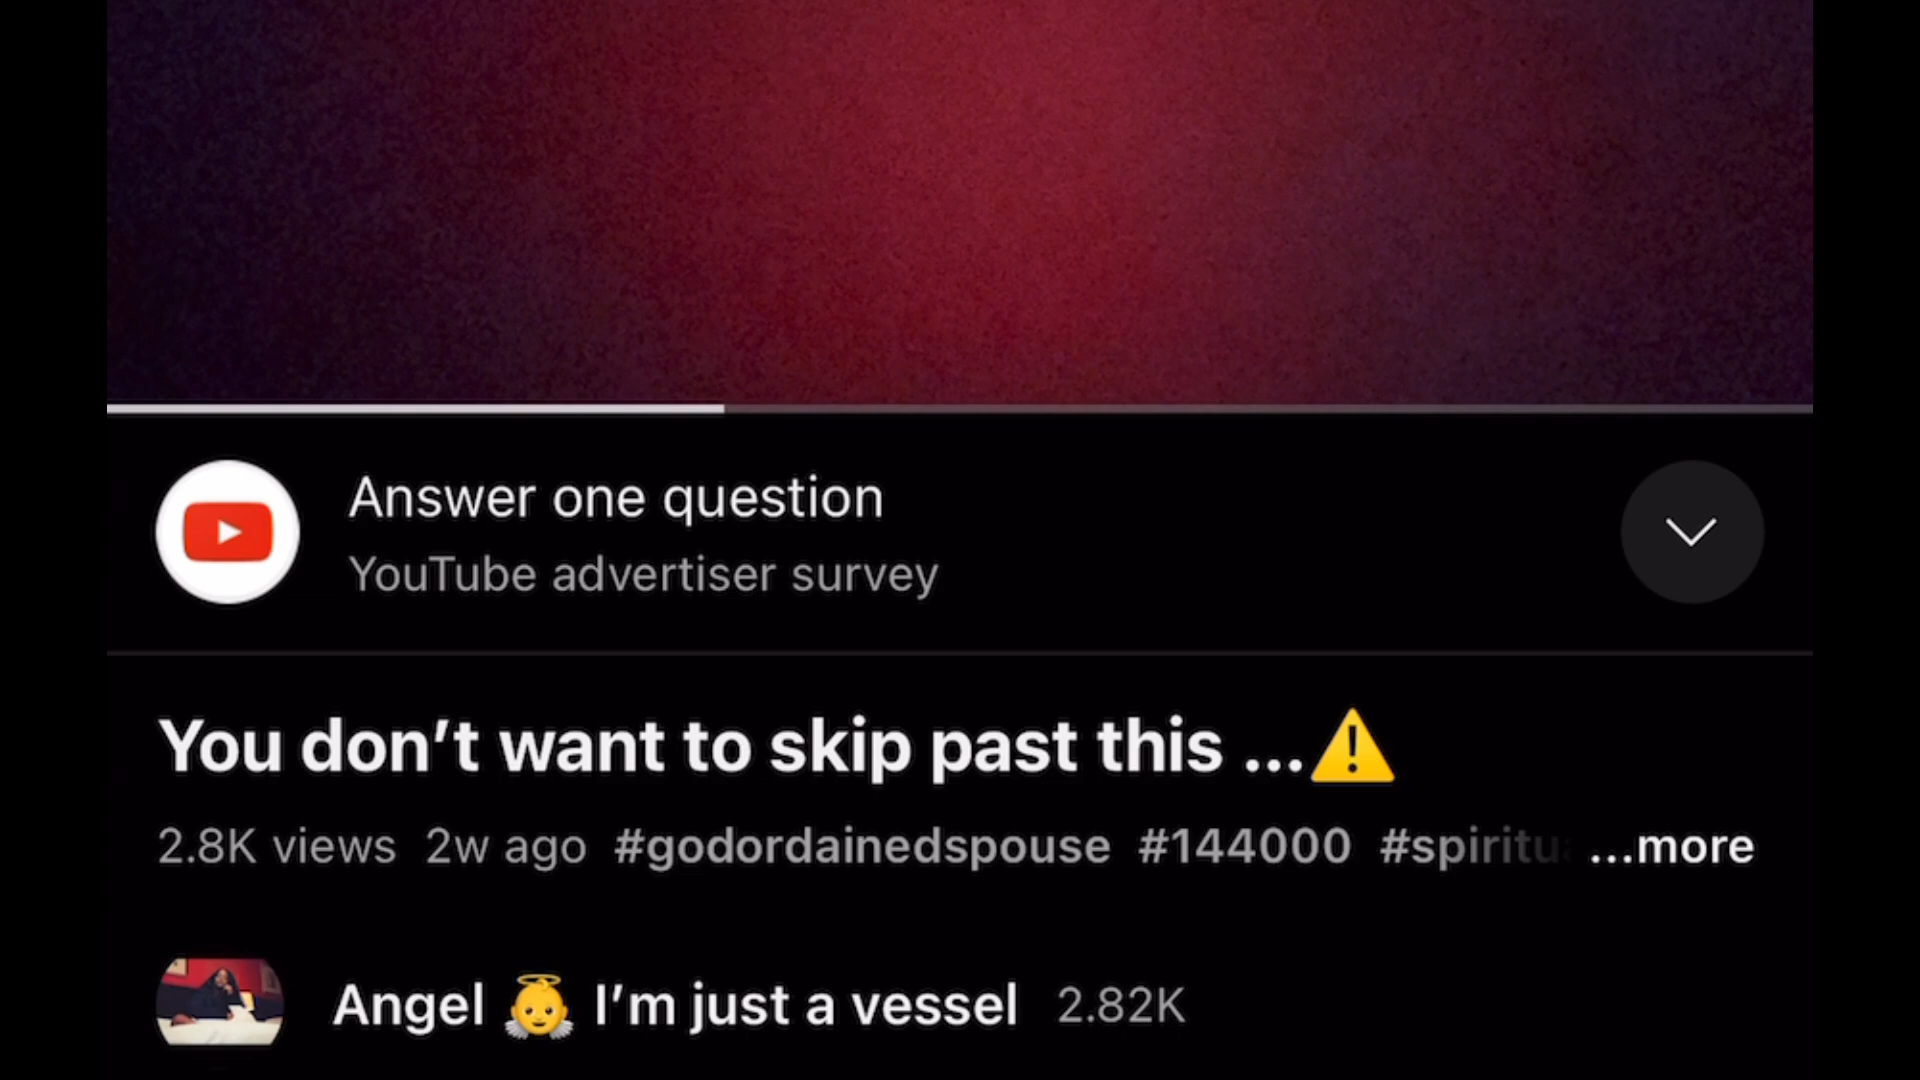 Answer one question
YouTube advertiser survey
You don’t want to skip past this ...⚠️
2.8K views 2w ago #godordainedspouse #144000 #spiritu ...more
Angel 👼 I’m just a vessel 2.82K